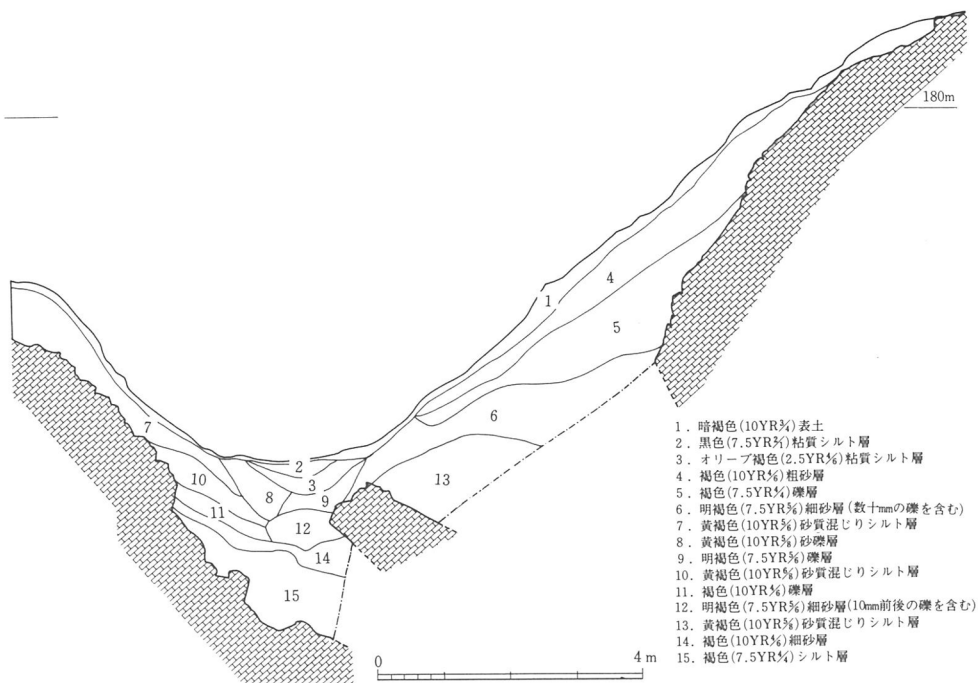 180m
1
4
5
6
7
2
3
10
8
9
13
11
12
14
15
1．暗褐色(10YR¾)表土
2．黒色(7.5YR²⁄₁)粘質シルト層
3．オリーブ褐色(2.5YR⁴⁄₆)粘質シルト層
4．褐色(10YR⁴⁄₆)粗砂層
5．褐色(7.5YR⁴⁄₄)礫層
6．明褐色(7.5YR⁵⁄₆)細砂層(数十mmの礫を含む)
7．黄褐色(10YR⁵⁄₆)砂質混じりシルト層
8．黄褐色(10YR⁵⁄₆)砂礫層
9．明褐色(7.5YR⁵⁄₆)礫層
10．黄褐色(10YR⁵⁄₈)砂質混じりシルト層
11．褐色(10YR⁴⁄₆)礫層
12．明褐色(7.5YR⁵⁄₆)細砂層(10mm前後の礫を含む)
13．黄褐色(10YR⁵⁄₈)砂質混じりシルト層
14．褐色(10YR⁴⁄₆)細砂層
15．褐色(7.5YR⁴⁄₄)シルト層
0 4m